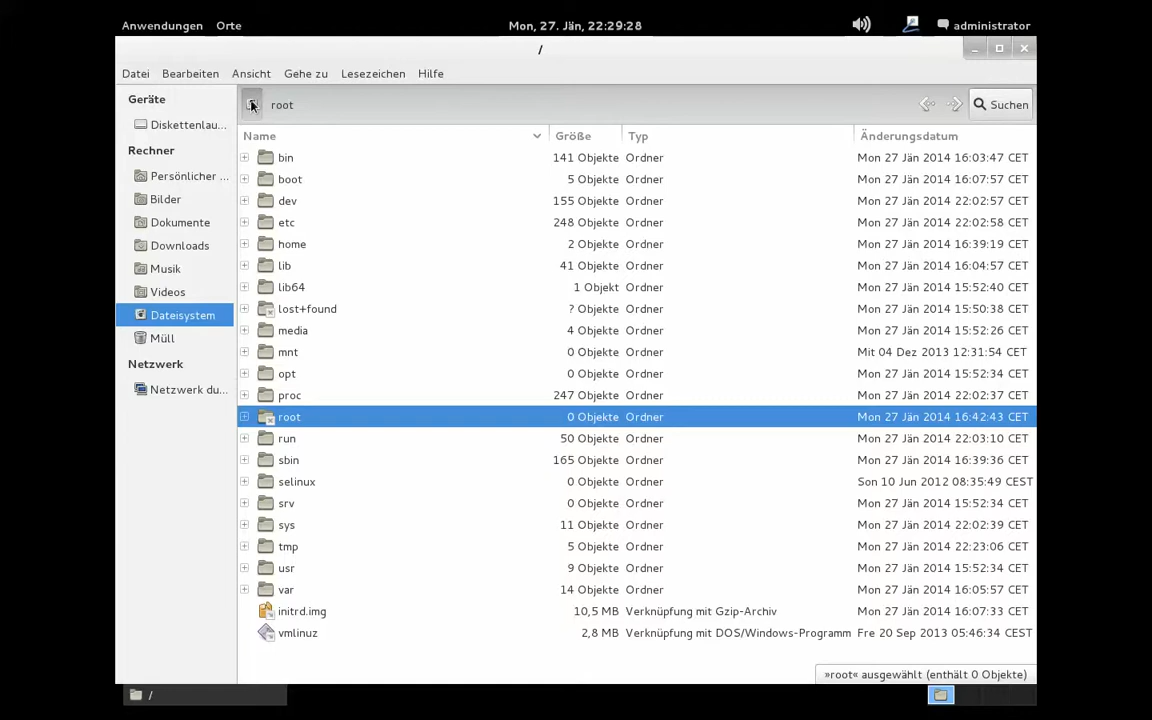 Anwendungen Orte Mon, 27. Jän, 22:29:28 administrator
/
Datei Bearbeiten Ansicht Gehe zu Lesezeichen Hilfe
Geräte
Diskettenlau...
Rechner
Persönlicher ...
Bilder
Dokumente
Downloads
Musik
Videos
Dateisystem
Müll
Netzwerk
Netzwerk du...
root Suchen
Name Größe Typ Änderungsdatum
bin 141 Objekte Ordner Mon 27 Jän 2014 16:03:47 CET
boot 5 Objekte Ordner Mon 27 Jän 2014 16:07:57 CET
dev 155 Objekte Ordner Mon 27 Jän 2014 22:02:57 CET
etc 248 Objekte Ordner Mon 27 Jän 2014 22:02:58 CET
home 2 Objekte Ordner Mon 27 Jän 2014 16:39:19 CET
lib 41 Objekte Ordner Mon 27 Jän 2014 16:04:57 CET
lib64 1 Objekt Ordner Mon 27 Jän 2014 15:52:40 CET
lost+found ? Objekte Ordner Mon 27 Jän 2014 15:50:38 CET
media 4 Objekte Ordner Mon 27 Jän 2014 15:52:26 CET
mnt 0 Objekte Ordner Mit 04 Dez 2013 12:31:54 CET
opt 0 Objekte Ordner Mon 27 Jän 2014 15:52:34 CET
proc 247 Objekte Ordner Mon 27 Jän 2014 22:02:37 CET
root 0 Objekte Ordner Mon 27 Jän 2014 16:42:43 CET
run 50 Objekte Ordner Mon 27 Jän 2014 22:03:10 CET
sbin 165 Objekte Ordner Mon 27 Jän 2014 16:39:36 CET
selinux 0 Objekte Ordner Son 10 Jun 2012 08:35:49 CEST
srv 0 Objekte Ordner Mon 27 Jän 2014 15:52:34 CET
sys 11 Objekte Ordner Mon 27 Jän 2014 22:02:39 CET
tmp 5 Objekte Ordner Mon 27 Jän 2014 22:23:06 CET
usr 9 Objekte Ordner Mon 27 Jän 2014 15:52:34 CET
var 14 Objekte Ordner Mon 27 Jän 2014 16:05:57 CET
initrd.img 10,5 MB Verknüpfung mit Gzip-Archiv Mon 27 Jän 2014 16:07:33 CET
vmlinuz 2,8 MB Verknüpfung mit DOS/Windows-Programm Fre 20 Sep 2013 05:46:34 CEST
»root« ausgewählt (enthält 0 Objekte)
/